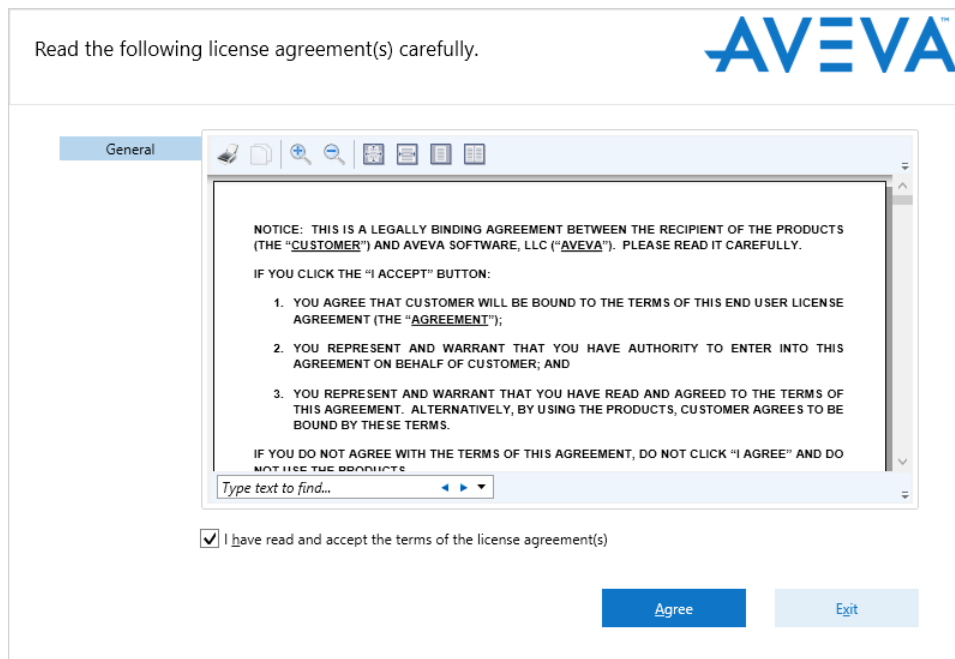 Read the following license agreement(s) carefully.
AVEVA™
General
NOTICE: THIS IS A LEGALLY BINDING AGREEMENT BETWEEN THE RECIPIENT OF THE PRODUCTS
(THE “CUSTOMER”) AND AVEVA SOFTWARE, LLC (“AVEVA”). PLEASE READ IT CAREFULLY.
IF YOU CLICK THE “I ACCEPT” BUTTON:
1. YOU AGREE THAT CUSTOMER WILL BE BOUND TO THE TERMS OF THIS END USER LICENSE
AGREEMENT (THE “AGREEMENT”);
2. YOU REPRESENT AND WARRANT THAT YOU HAVE AUTHORITY TO ENTER INTO THIS
AGREEMENT ON BEHALF OF CUSTOMER; AND
3. YOU REPRESENT AND WARRANT THAT YOU HAVE READ AND AGREED TO THE TERMS OF
THIS AGREEMENT. ALTERNATIVELY, BY USING THE PRODUCTS, CUSTOMER AGREES TO BE
BOUND BY THESE TERMS.
IF YOU DO NOT AGREE WITH THE TERMS OF THIS AGREEMENT, DO NOT CLICK “I AGREE” AND DO
NOT USE THE PRODUCTS
Type text to find...
I have read and accept the terms of the license agreement(s)
Agree
Exit